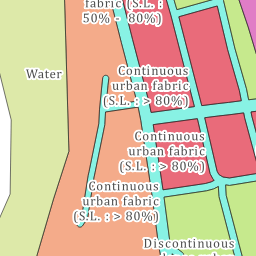 fabric (S.L. :
50% - 80%)
Water
Continuous
urban fabric
(S.L. : > 80%)
Continuous
urban fabric
(S.L. : > 80%)
Continuous
urban fabric
(S.L. : > 80%)
Discontinuous